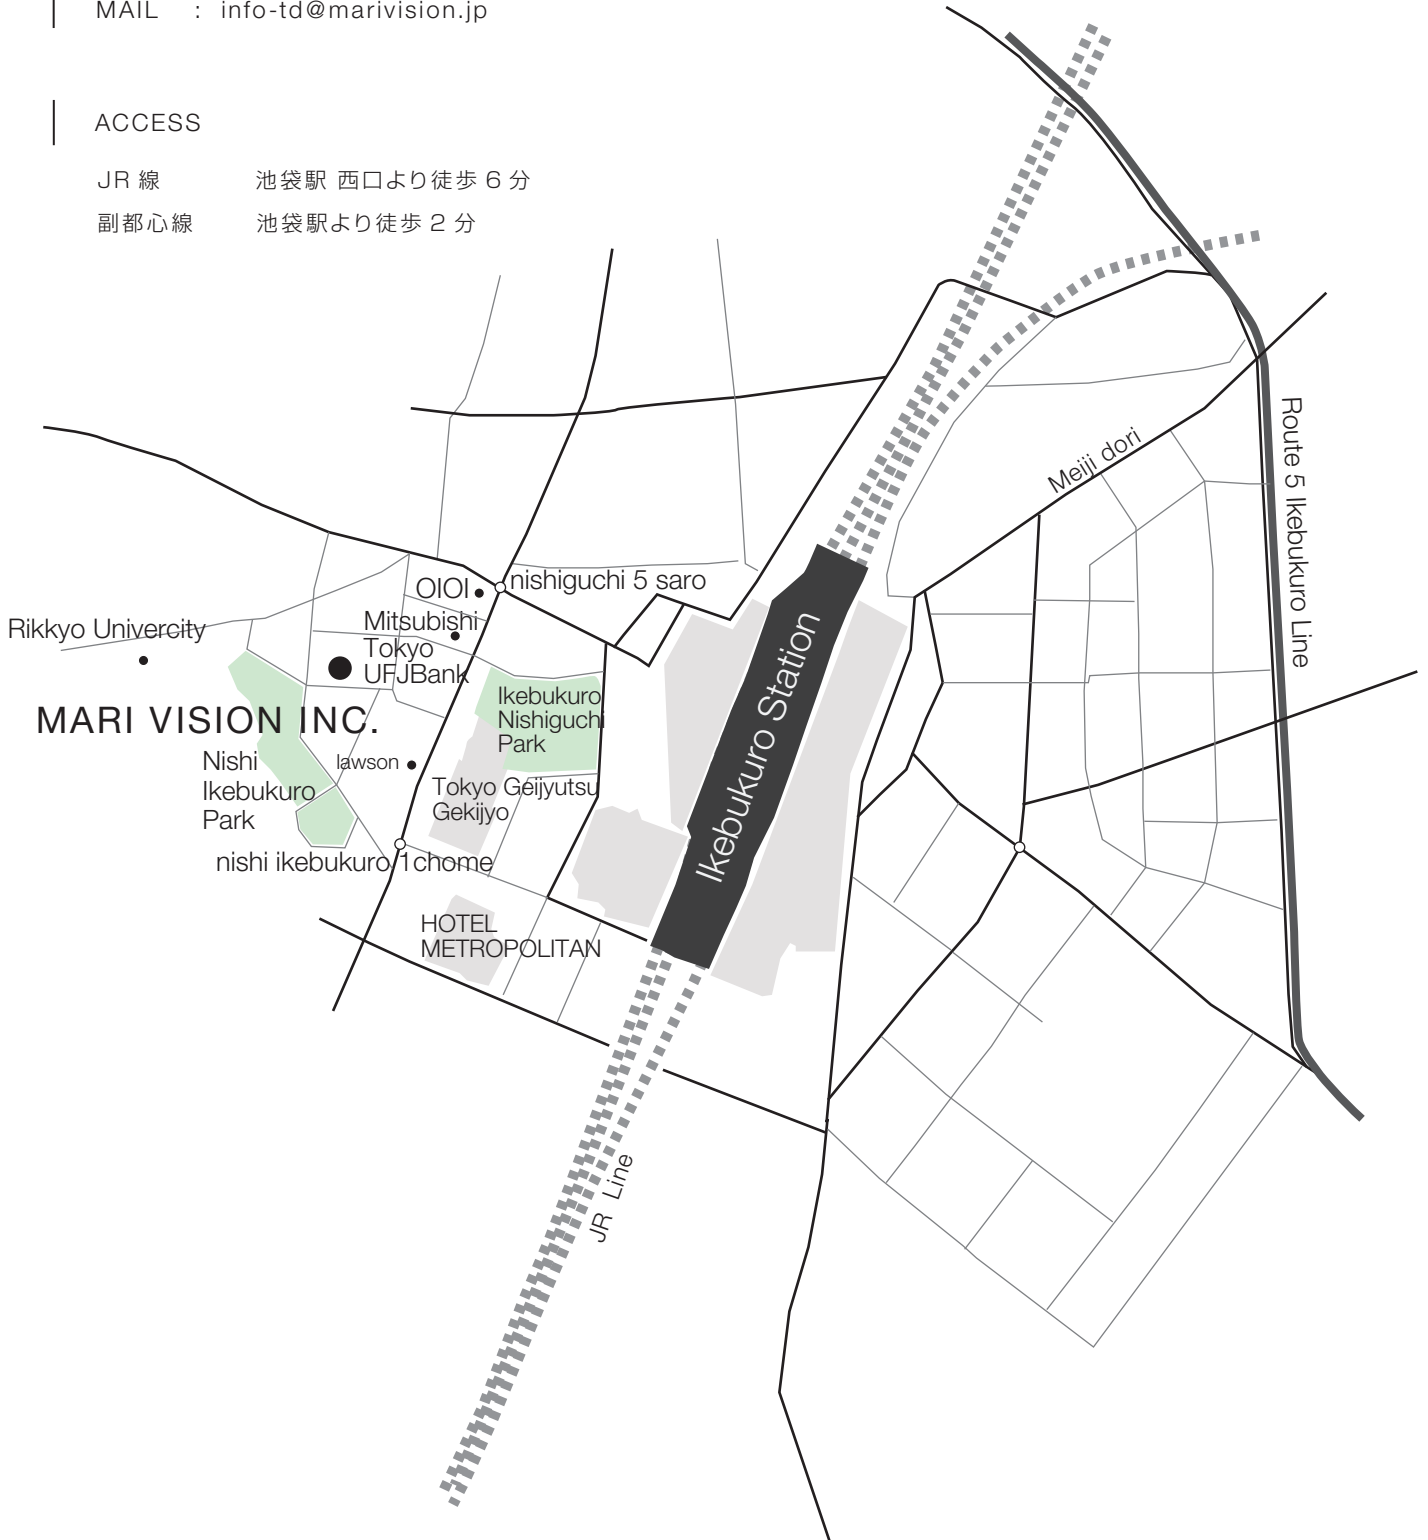 MAIL : info-td@marivision.jp
ACCESS
JR 線 池袋駅 西口より徒歩 6 分
副都心線 池袋駅より徒歩 2 分
Meiji dori
Route 5 Ikebukuro Line
OIOI
nishiguchi 5 saro
Rikkyo Univercity
Mitsubishi
Tokyo
UFJBank
MARI VISION INC.
Ikebukuro
Nishiguchi
Park
Ikebukuro Station
Nishi
Ikebukuro
Park
lawson
Tokyo Geijyutsu
Gekijyo
nishi ikebukuro 1chome
HOTEL
METROPOLITAN
JR Line